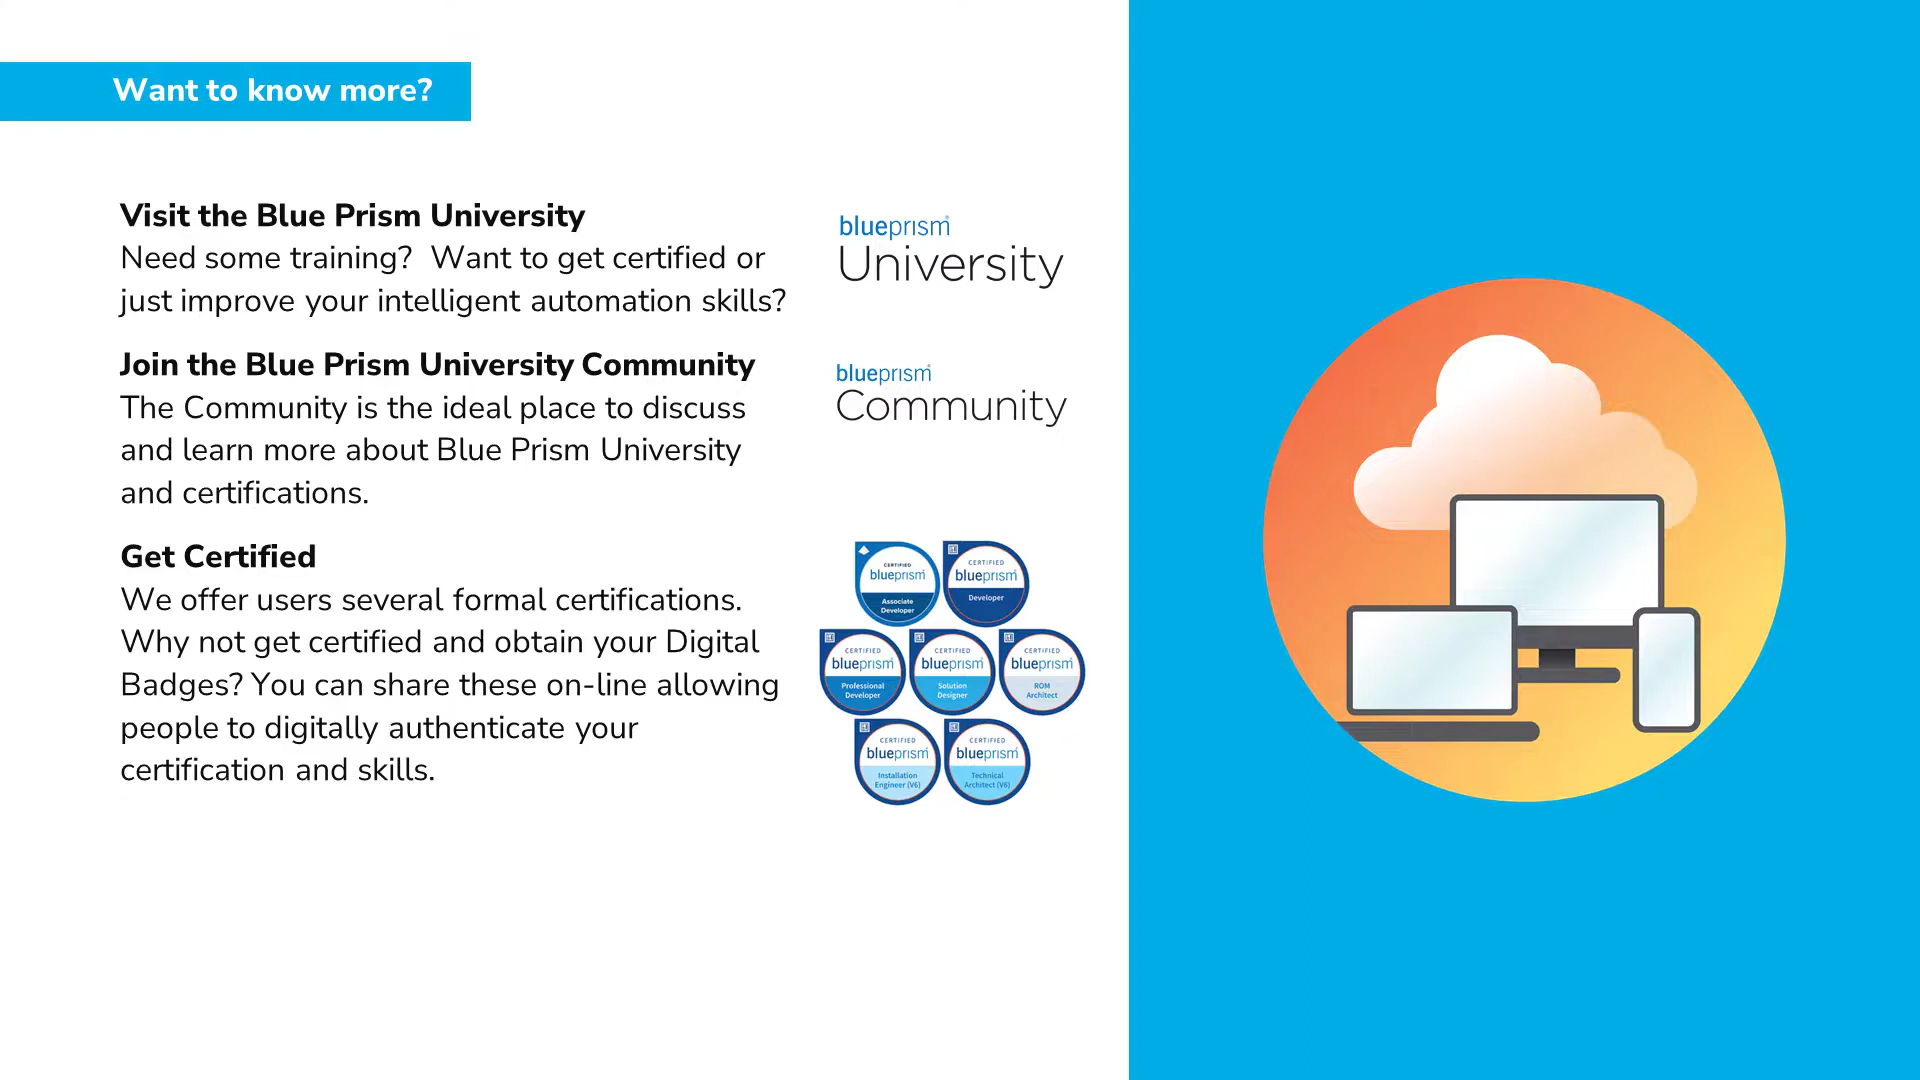 Want to know more?
Visit the Blue Prism University
Need some training?  Want to get certified or
just improve your intelligent automation skills?
blueprism
University
Join the Blue Prism University Community
The Community is the ideal place to discuss
and learn more about Blue Prism University
and certifications.
blueprism
Community
Get Certified
We offer users several formal certifications.
Why not get certified and obtain your Digital
Badges? You can share these on-line allowing
people to digitally authenticate your
certification and skills.
CERTIFIED
blueprism
Associate
Developer
CERTIFIED
blueprism
Developer
CERTIFIED
blueprism
Professional
Developer
CERTIFIED
blueprism
Solution
Designer
CERTIFIED
blueprism
ROM
Architect
CERTIFIED
blueprism
Installation
Engineer (V6)
CERTIFIED
blueprism
Technical
Architect (V6)